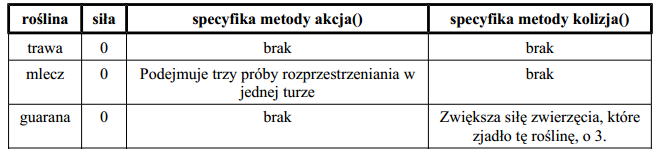 roślina siła specyfika metody akcja() specyfika metody kolizja()
trawa 0 brak brak
mlecz 0 Podejmuje trzy próby rozprzestrzeniania w jednej turze brak
guarana 0 brak Zwiększa siłę zwierzęcia, które zjadło tę roślinę, o 3.